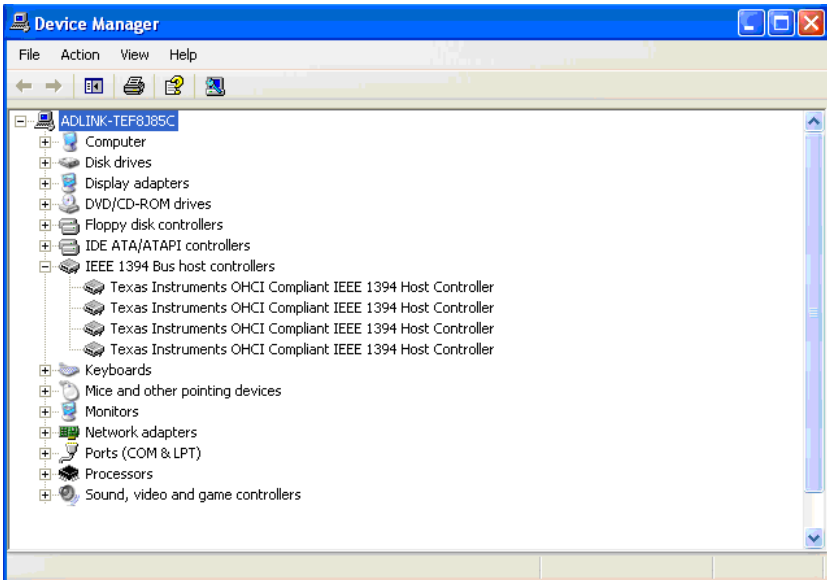 Device Manager
File Action View Help
ADLINK-TEF8J85C
Computer
Disk drives
Display adapters
DVD/CD-ROM drives
Floppy disk controllers
IDE ATA/ATAPI controllers
IEEE 1394 Bus host controllers
Texas Instruments OHCI Compliant IEEE 1394 Host Controller
Texas Instruments OHCI Compliant IEEE 1394 Host Controller
Texas Instruments OHCI Compliant IEEE 1394 Host Controller
Texas Instruments OHCI Compliant IEEE 1394 Host Controller
Keyboards
Mice and other pointing devices
Monitors
Network adapters
Ports (COM & LPT)
Processors
Sound, video and game controllers